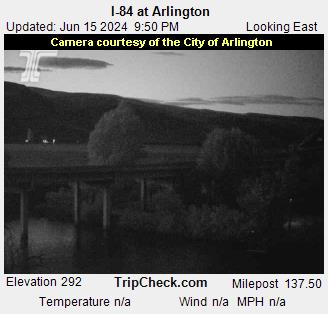 I-84 at Arlington
Updated: Jun 15 2024 9:50 PM Looking East
Camera courtesy of the City of Arlington
Elevation 292 TripCheck.com Milepost 137.50
Temperature n/a Wind n/a MPH n/a